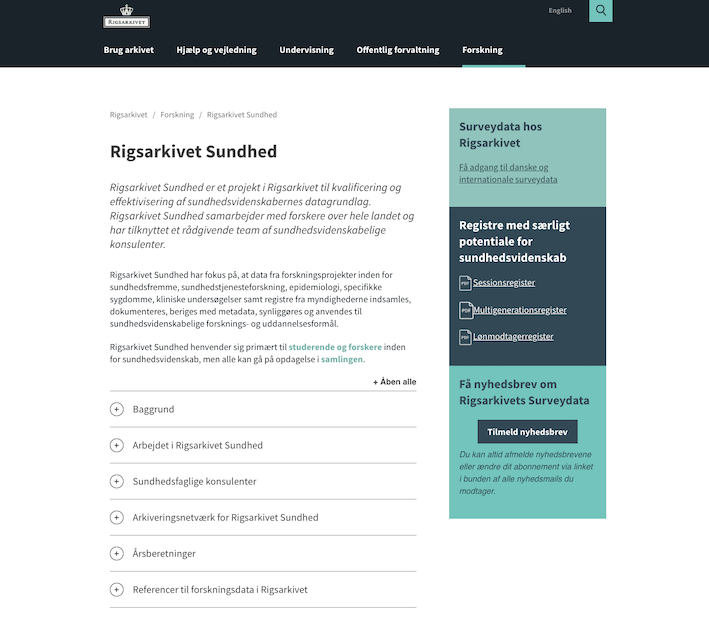 English
RIGSARKIVET
Brug arkivet
Hjælp og vejledning
Undervisning
Offentlig forvaltning
Forskning
Rigsarkivet / Forskning / Rigsarkivet Sundhed
Rigsarkivet Sundhed
Rigsarkivet Sundhed er et projekt i Rigsarkivet til kvalificering og
effektivisering af sundhedsvidenskabernes datagrundlag.
Rigsarkivet Sundhed samarbejder med forskere over hele landet og
har tilknyttet et rådgivende team af sundhedsvidenskabelige
konsulenter.
Rigsarkivet Sundhed har fokus på, at data fra forskningsprojekter inden for
sundhedsfremme, sundhedstjenesteforskning, epidemiologi, specifikke
sygdomme, kliniske undersøgelser samt registre fra myndighederne indsamles,
dokumenteres, beriges med metadata, synliggøres og anvendes til
sundhedsvidenskabelige forsknings- og uddannelsesformål.
Rigsarkivet Sundhed henvender sig primært til studerende og forskere inden
for sundhedsvidenskab, men alle kan gå på opdagelse i samlingen.
+ Åben alle
Baggrund
Arbejdet i Rigsarkivet Sundhed
Sundhedsfaglige konsulenter
Arkiveringsnetværk for Rigsarkivet Sundhed
Årsberetninger
Referencer til forskningsdata i Rigsarkivet
Surveydata hos
Rigsarkivet
Få adgang til danske og
internationale surveydata
Registre med særligt
potentiale for
sundhedsvidenskab
PDF Sessionsregister
PDF Multigenerationsregister
PDF Lønmodtagerregister
Få nyhedsbrev om
Rigsarkivets Surveydata
Tilmeld nyhedsbrev
Du kan altid afmelde nyhedsbrevene
eller ændre dit abonnement via linket
i bunden af alle nyhedsmails du
modtager.